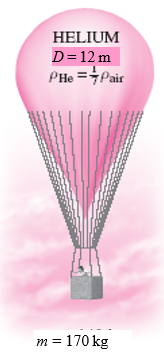 HELIUM
D = 12 m
ρHe = 1/7 ρair
m = 170 kg